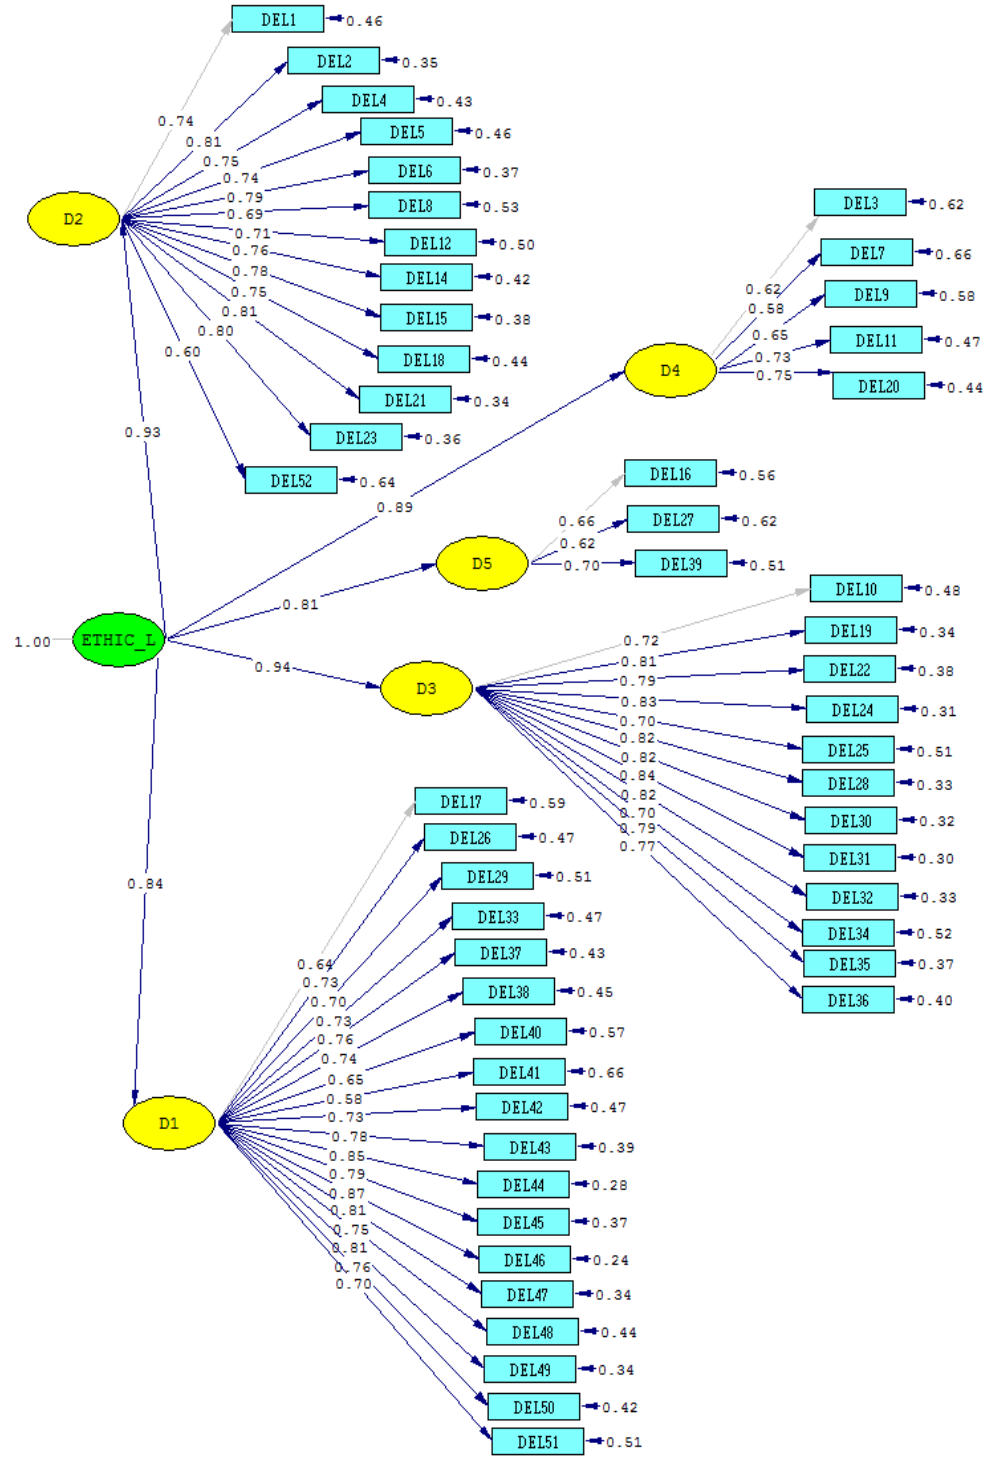 DEL1 0.46
DEL2 0.35
DEL4 0.43
DEL5 0.46
DEL6 0.37
DEL8 0.53
DEL12 0.50
DEL14 0.42
DEL15 0.38
DEL18 0.44
DEL21 0.34
DEL23 0.36
DEL52 0.64
0.74
0.81
0.75
0.74
0.79
0.69
0.71
0.76
0.78
0.75
0.81
0.80
0.60
D2
0.93
DEL3 0.62
DEL7 0.66
DEL9 0.58
DEL11 0.47
DEL20 0.44
0.62
0.58
0.65
0.73
0.75
D4
0.89
DEL16 0.56
DEL27 0.62
DEL39 0.51
0.66
0.62
0.70
D5
0.81
1.00 ETHIC_L
0.94
D3
DEL10 0.48
DEL19 0.34
DEL22 0.38
DEL24 0.31
DEL25 0.51
DEL28 0.33
DEL30 0.32
DEL31 0.30
DEL32 0.33
DEL34 0.52
DEL35 0.37
DEL36 0.40
0.72
0.81
0.79
0.83
0.70
0.82
0.82
0.84
0.82
0.70
0.79
0.77
0.84
D1
DEL17 0.59
DEL26 0.47
DEL29 0.51
DEL33 0.47
DEL37 0.43
DEL38 0.45
DEL40 0.57
DEL41 0.66
DEL42 0.47
DEL43 0.39
DEL44 0.28
DEL45 0.37
DEL46 0.24
DEL47 0.34
DEL48 0.44
DEL49 0.34
DEL50 0.42
DEL51 0.51
0.64
0.73
0.70
0.73
0.76
0.74
0.65
0.58
0.73
0.78
0.85
0.79
0.87
0.81
0.75
0.81
0.76
0.70